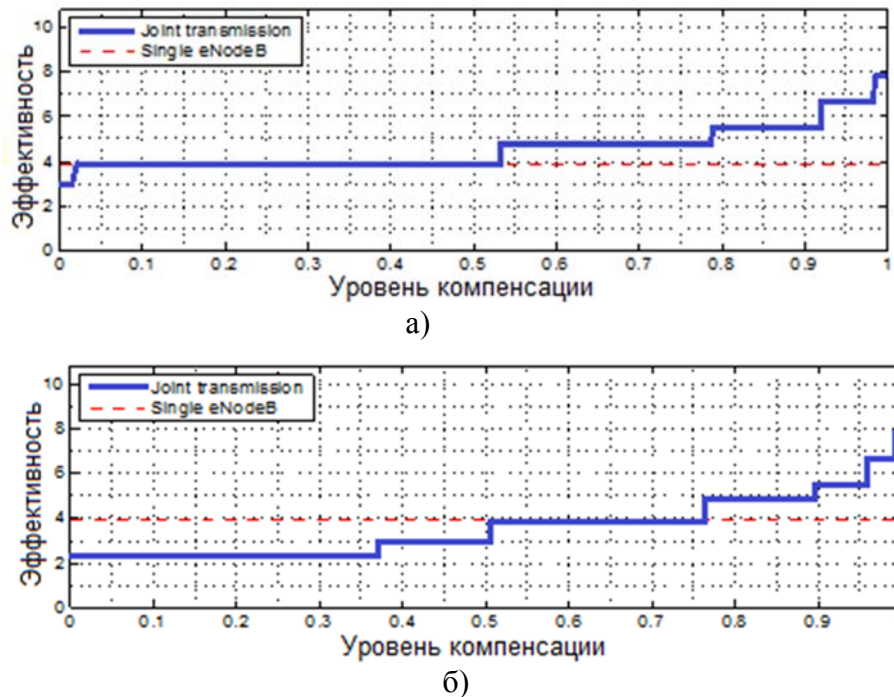 10
8
6
4
2
0
Эффективность
Joint transmission
Single eNodeB
0 0.1 0.2 0.3 0.4 0.5 0.6 0.7 0.8 0.9 1
Уровень компенсации
а)
10
8
6
4
2
0
Эффективность
Joint transmission
Single eNodeB
0 0.1 0.2 0.3 0.4 0.5 0.6 0.7 0.8 0.9
Уровень компенсации
б)